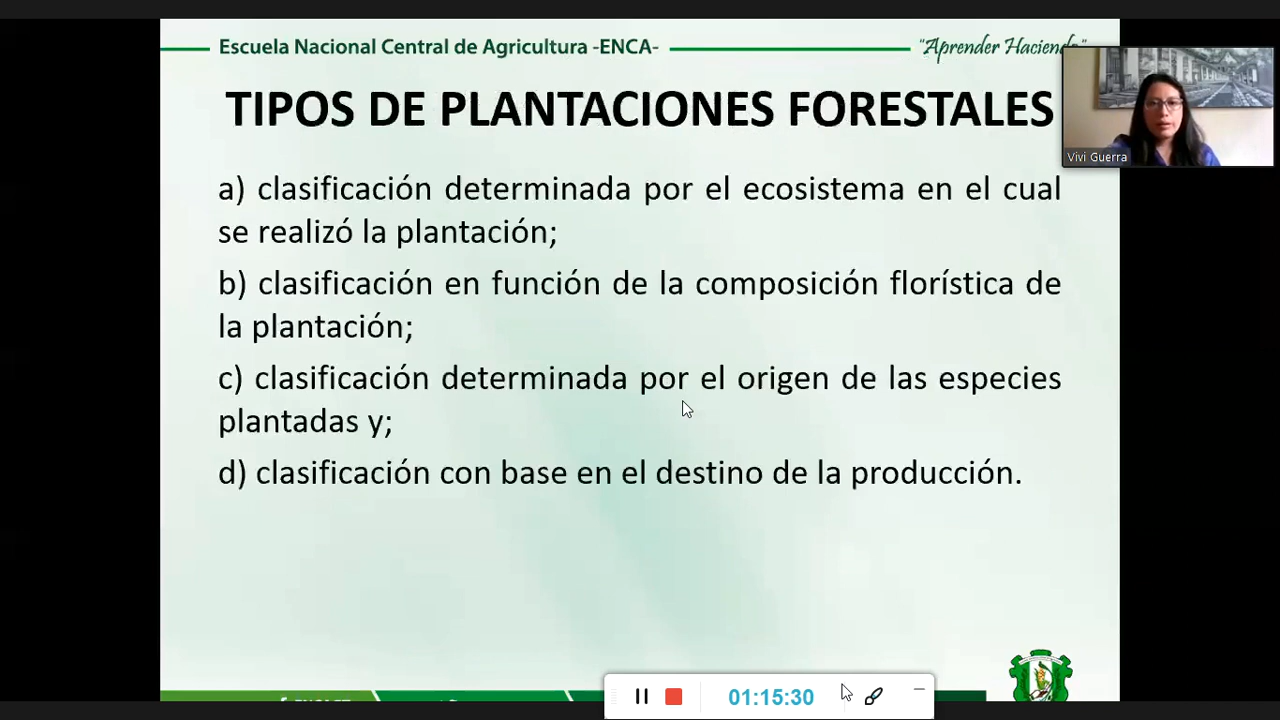 Escuela Nacional Central de Agricultura -ENCA-
"Aprender Haciendo"
TIPOS DE PLANTACIONES FORESTALES
Vivi Guerra
a) clasificación determinada por el ecosistema en el cual
se realizó la plantación;
b) clasificación en función de la composición florística de
la plantación;
c) clasificación determinada por el origen de las especies
plantadas y;
d) clasificación con base en el destino de la producción.
01:15:30